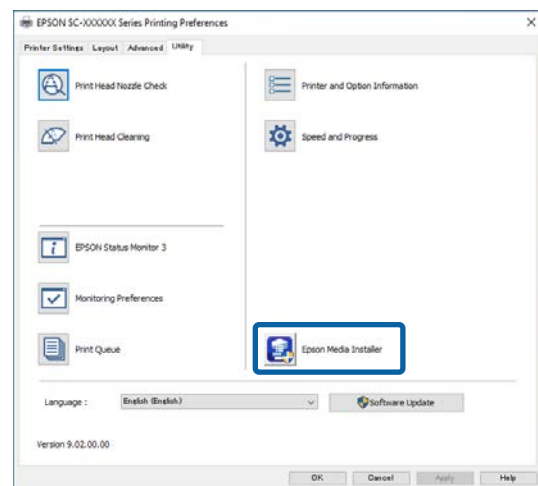 EPSON SC-XXXXXX Series Printing Preferences
Printer Settings Layout Advanced Utility
Print Head Nozzle Check
Printer and Option Information
Print Head Cleaning
Speed and Progress
EPSON Status Monitor 3
Monitoring Preferences
Print Queue
Epson Media Installer
Language :
English (English)
Software Update
Version 9.02.00.00
OK Cancel Apply Help